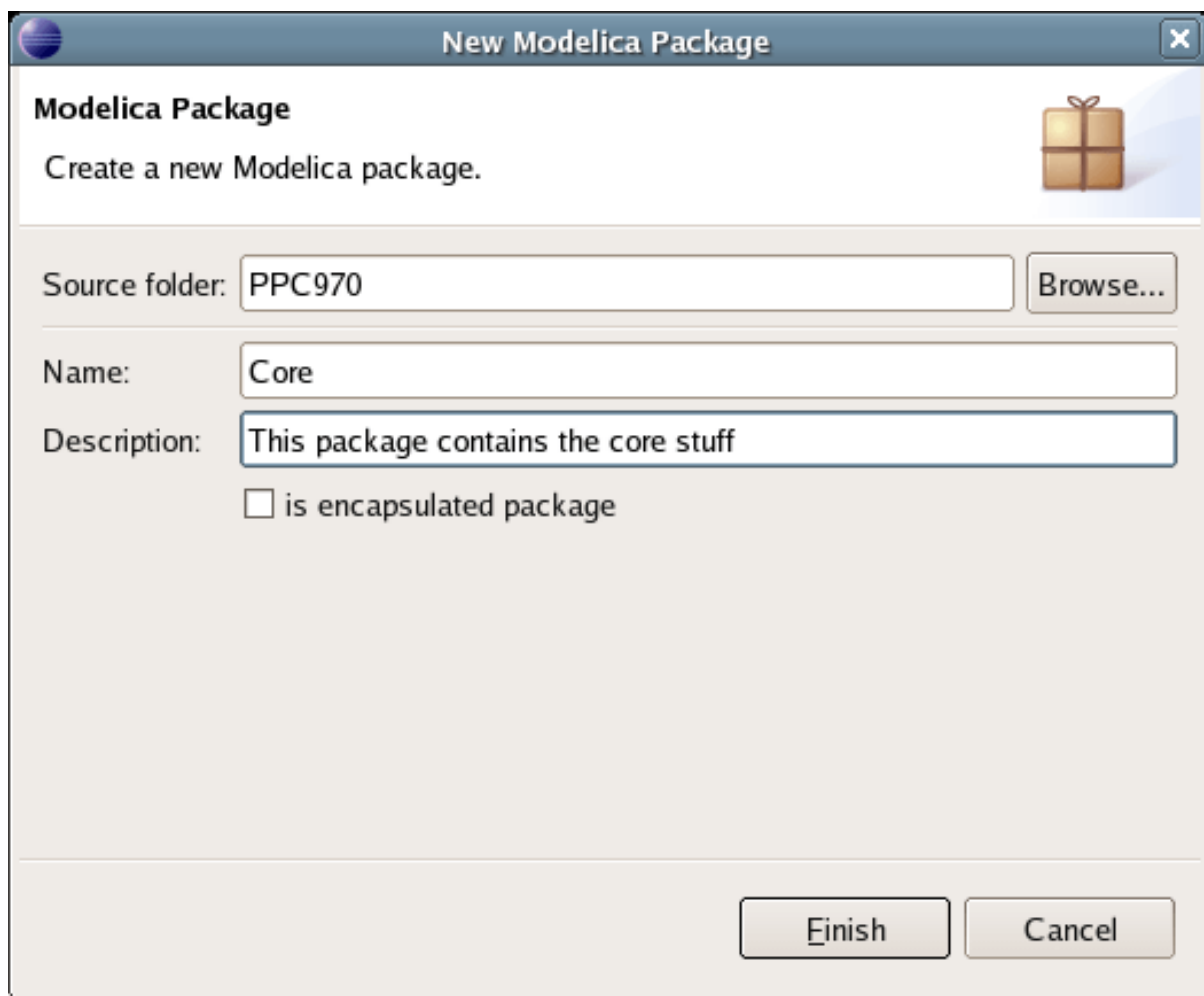 New Modelica Package
Modelica Package
Create a new Modelica package.
Source folder: PPC970 Browse...
Name: Core
Description: This package contains the core stuff
is encapsulated package
Finish Cancel